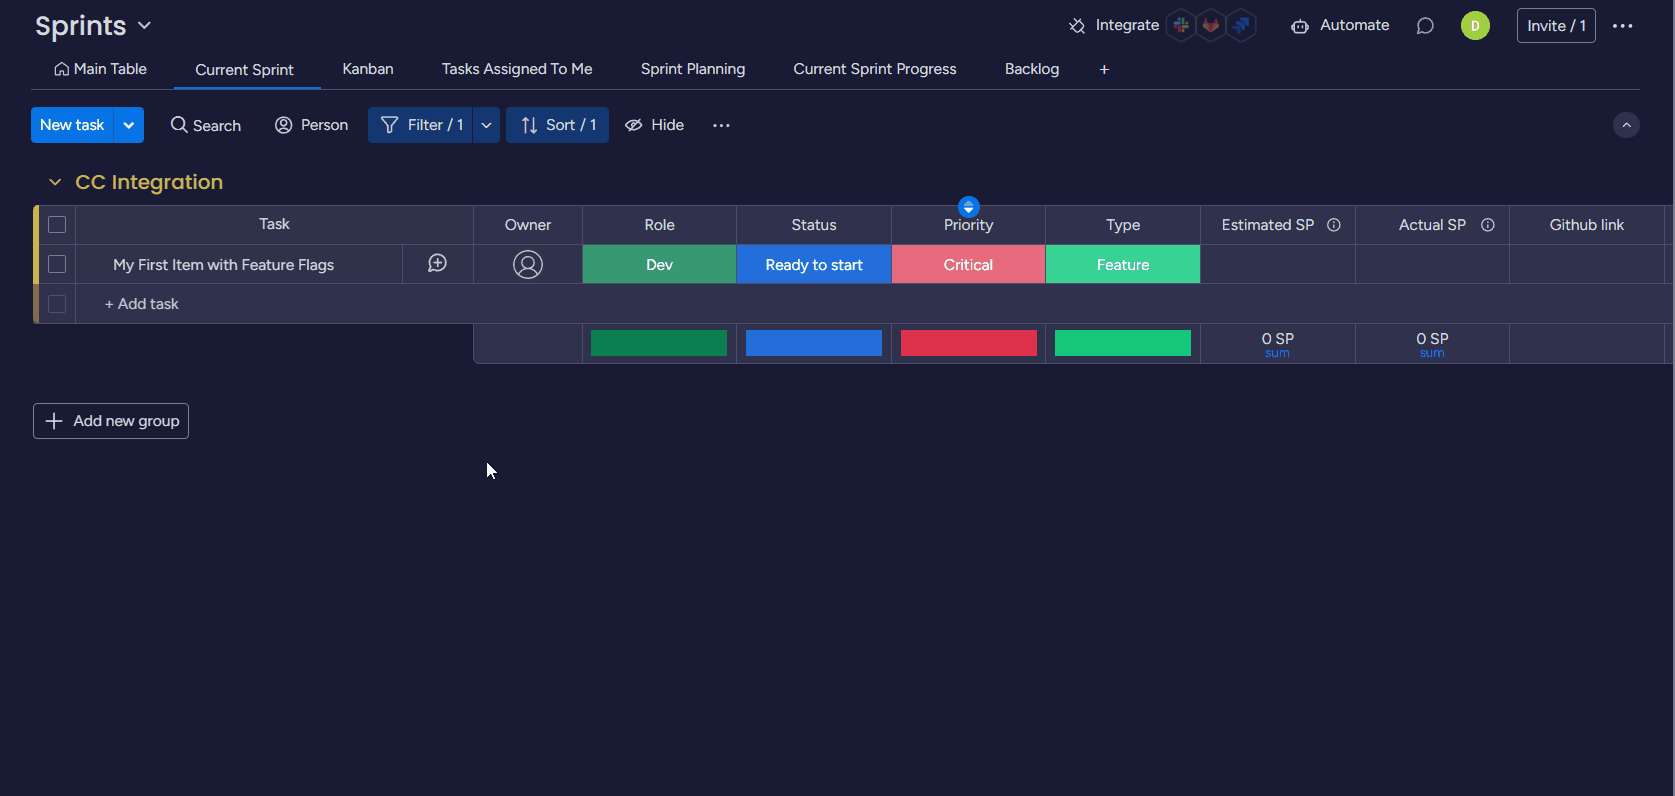 Sprints
Integrate
Automate
D
Invite / 1
Main Table
Current Sprint
Kanban
Tasks Assigned To Me
Sprint Planning
Current Sprint Progress
Backlog
+
New task
Search
Person
Filter / 1
Sort / 1
Hide
CC Integration
Task
Owner
Role
Status
Priority
Type
Estimated SP
Actual SP
Github link
My First Item with Feature Flags
Dev
Ready to start
Critical
Feature
+ Add task
0 SP
sum
0 SP
sum
Add new group